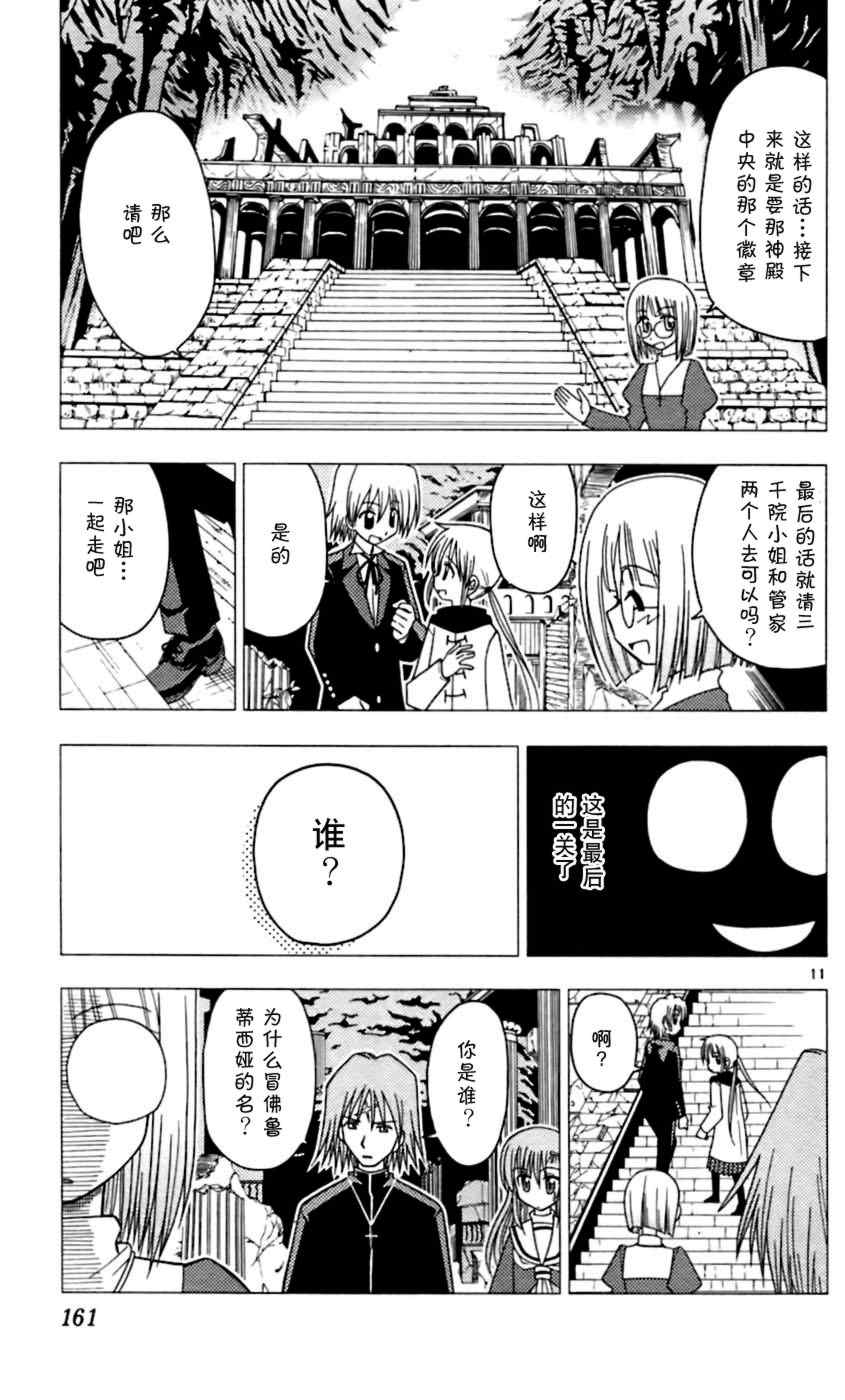 这样的话…接下
来就是要那神殿
中央的那个徽章
那么
请吧
最后的话就请三
千院小姐和管家
两个人去可以吗？
这样啊
是的
那小姐…
一起走吧
这是最后
的一关了
谁？
11
啊？
你是谁？
为什么冒佛鲁
蒂西娅的名？
161